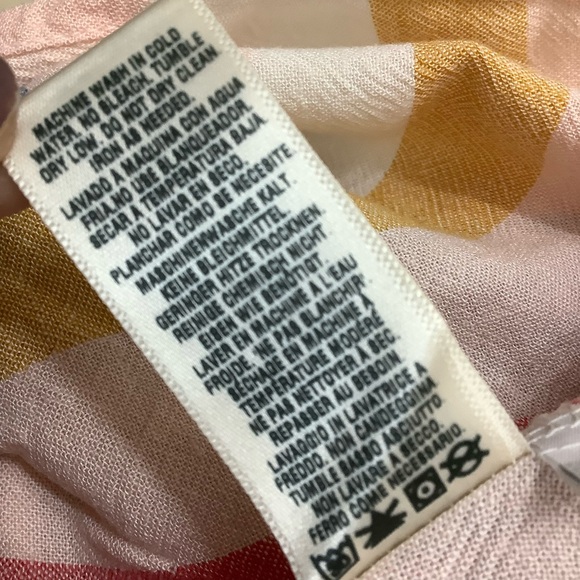 MACHINE WASH IN COLD
WATER, NO BLEACH, TUMBLE
DRY LOW, DO NOT DRY CLEAN.
IRON AS NEEDED.
LAVADO A MAQUINA CON AQUA
FRIA.NO USE BLANQUEADOR
SECAR A TEMPERATURA BAJA
NO LAVAR EN SECO.
PLANCHAR COMO BE NECESITE
MASCHINENWASCHE KALT
KEINE BLEICHMITTEL.
GERINGER HITZE TROCKNEN
REINIGE CHEMISCH NICHT
EISEN WIE BENÖTIGT
LAVER EN MACHINE À L'EAU
FROIDE, NE PAS BLANCHIR
SÉCHAGE EN MACHINE À
TEMPÉRATURE MODÉRÉ
NE PAS NETTOYER À SEC.
REPASSER AU BESOIN.
LAVAGGIO IN LAVATRICE A
FREDDO. NON CANDEGGINA
TUMBLE BASSO ASCIUTTO.
NON LAVARE A SECCO.
FERRO COME NECESSARIO.